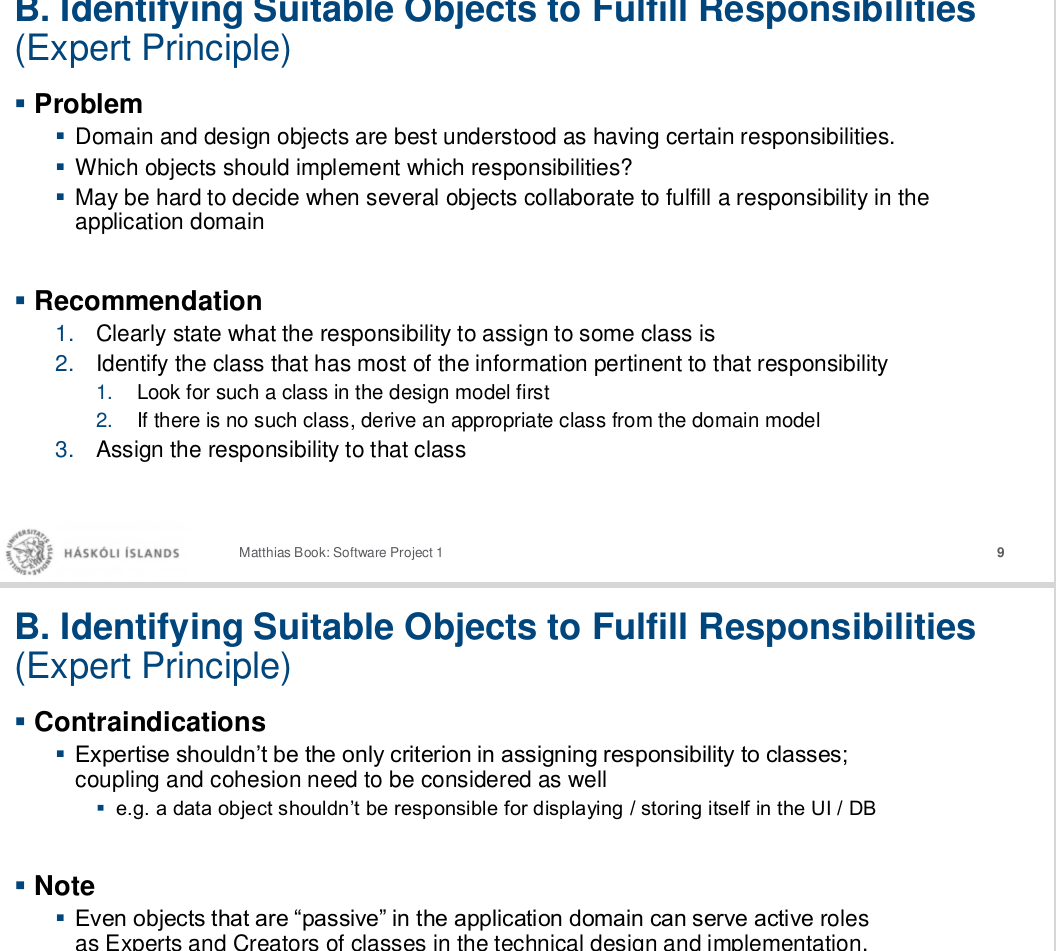 B. Identifying Suitable Objects to Fulfill Responsibilities
(Expert Principle)
▪ Problem
▪ Domain and design objects are best understood as having certain responsibilities.
▪ Which objects should implement which responsibilities?
▪ May be hard to decide when several objects collaborate to fulfill a responsibility in the
application domain
▪ Recommendation
1. Clearly state what the responsibility to assign to some class is
2. Identify the class that has most of the information pertinent to that responsibility
1. Look for such a class in the design model first
2. If there is no such class, derive an appropriate class from the domain model
3. Assign the responsibility to that class
HÁSKÓLI ÍSLANDS
Matthias Book: Software Project 1
9
B. Identifying Suitable Objects to Fulfill Responsibilities
(Expert Principle)
▪ Contraindications
▪ Expertise shouldn’t be the only criterion in assigning responsibility to classes;
coupling and cohesion need to be considered as well
▪ e.g. a data object shouldn’t be responsible for displaying / storing itself in the UI / DB
▪ Note
▪ Even objects that are “passive” in the application domain can serve active roles
as Experts and Creators of classes in the technical design and implementation.